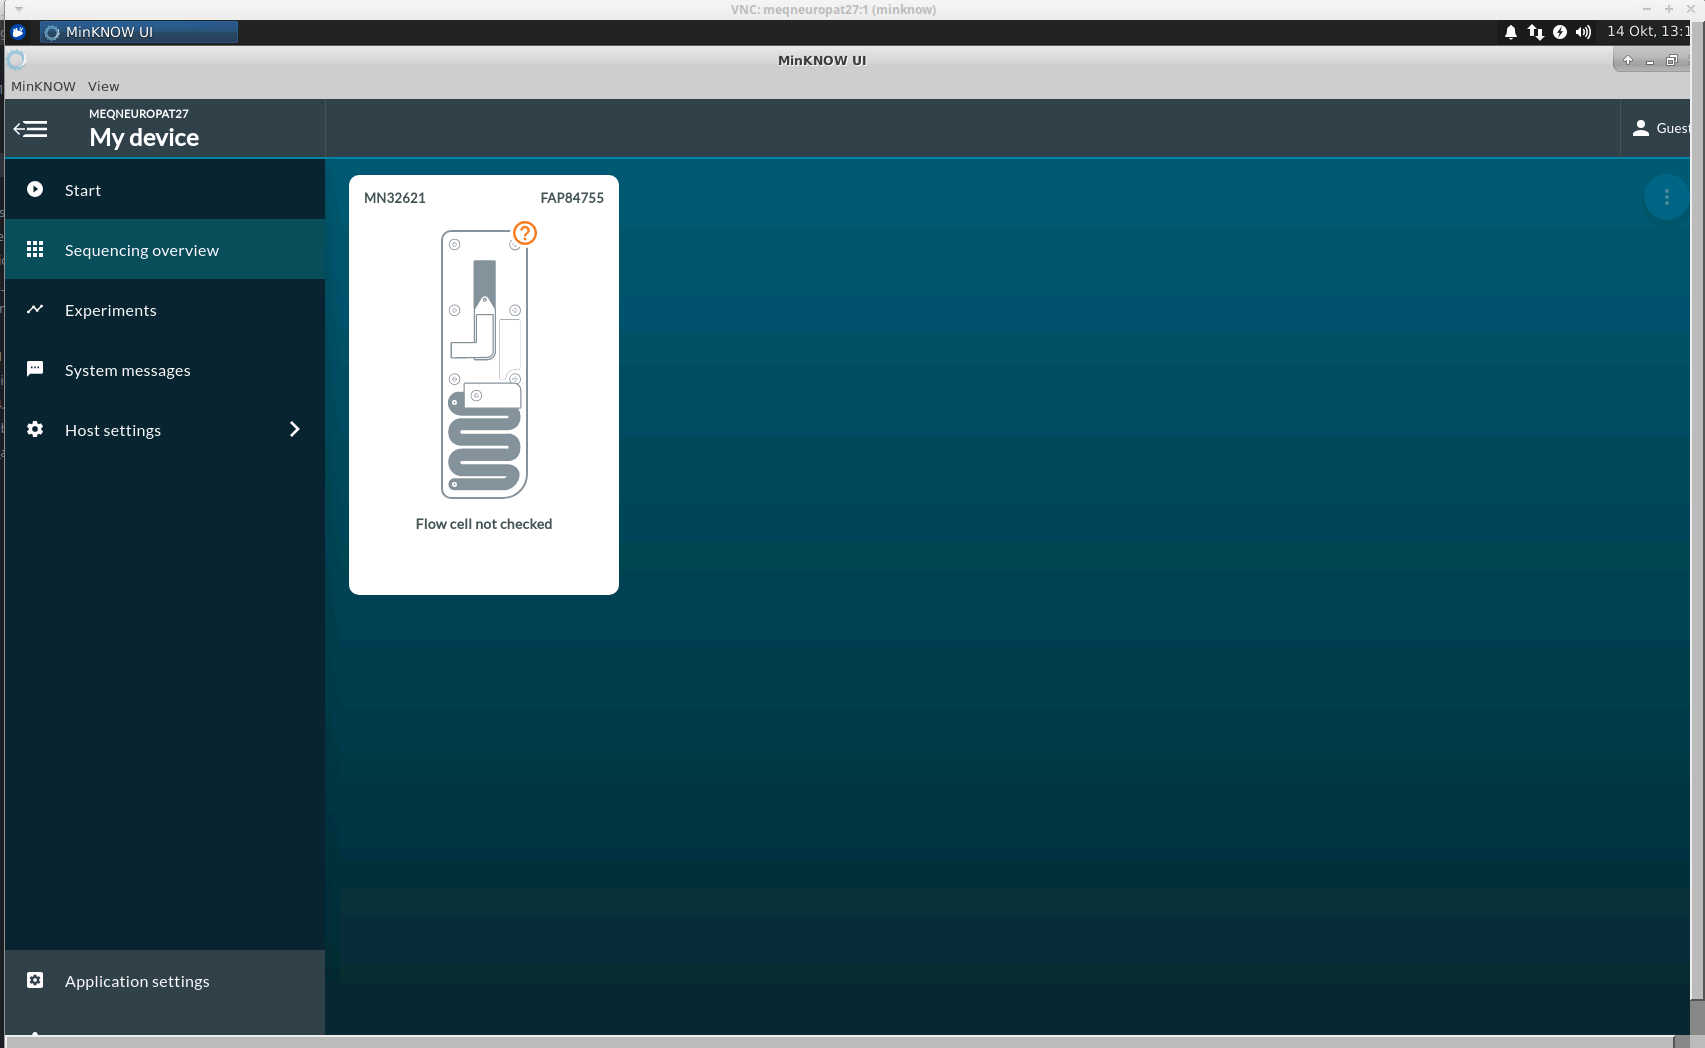 VNC: meqneuropat27:1 (minknow)
MinKNOW UI
14 Okt, 13:1
MinKNOW UI
MinKNOW View
MEQNEUROPAT27
My device
Guest
Start
Sequencing overview
Experiments
System messages
Host settings
MN32621 FAP84755
?
Flow cell not checked
Application settings